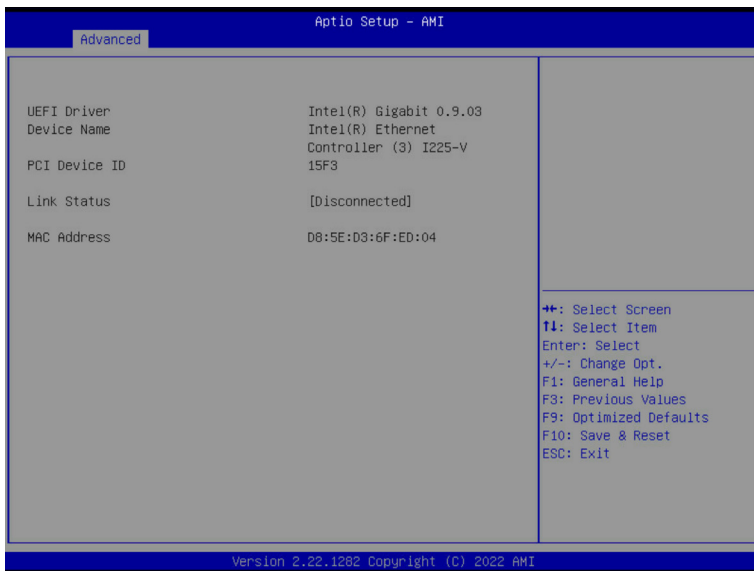 Aptio Setup – AMI
Advanced
UEFI Driver Intel(R) Gigabit 0.9.03
Device Name Intel(R) Ethernet
Controller (3) I225-V
PCI Device ID 15F3
Link Status [Disconnected]
MAC Address D8:5E:D3:6F:ED:04
→←: Select Screen
↑↓: Select Item
Enter: Select
+/-: Change Opt.
F1: General Help
F3: Previous Values
F9: Optimized Defaults
F10: Save & Reset
ESC: Exit
Version 2.22.1282 Copyright (C) 2022 AMI